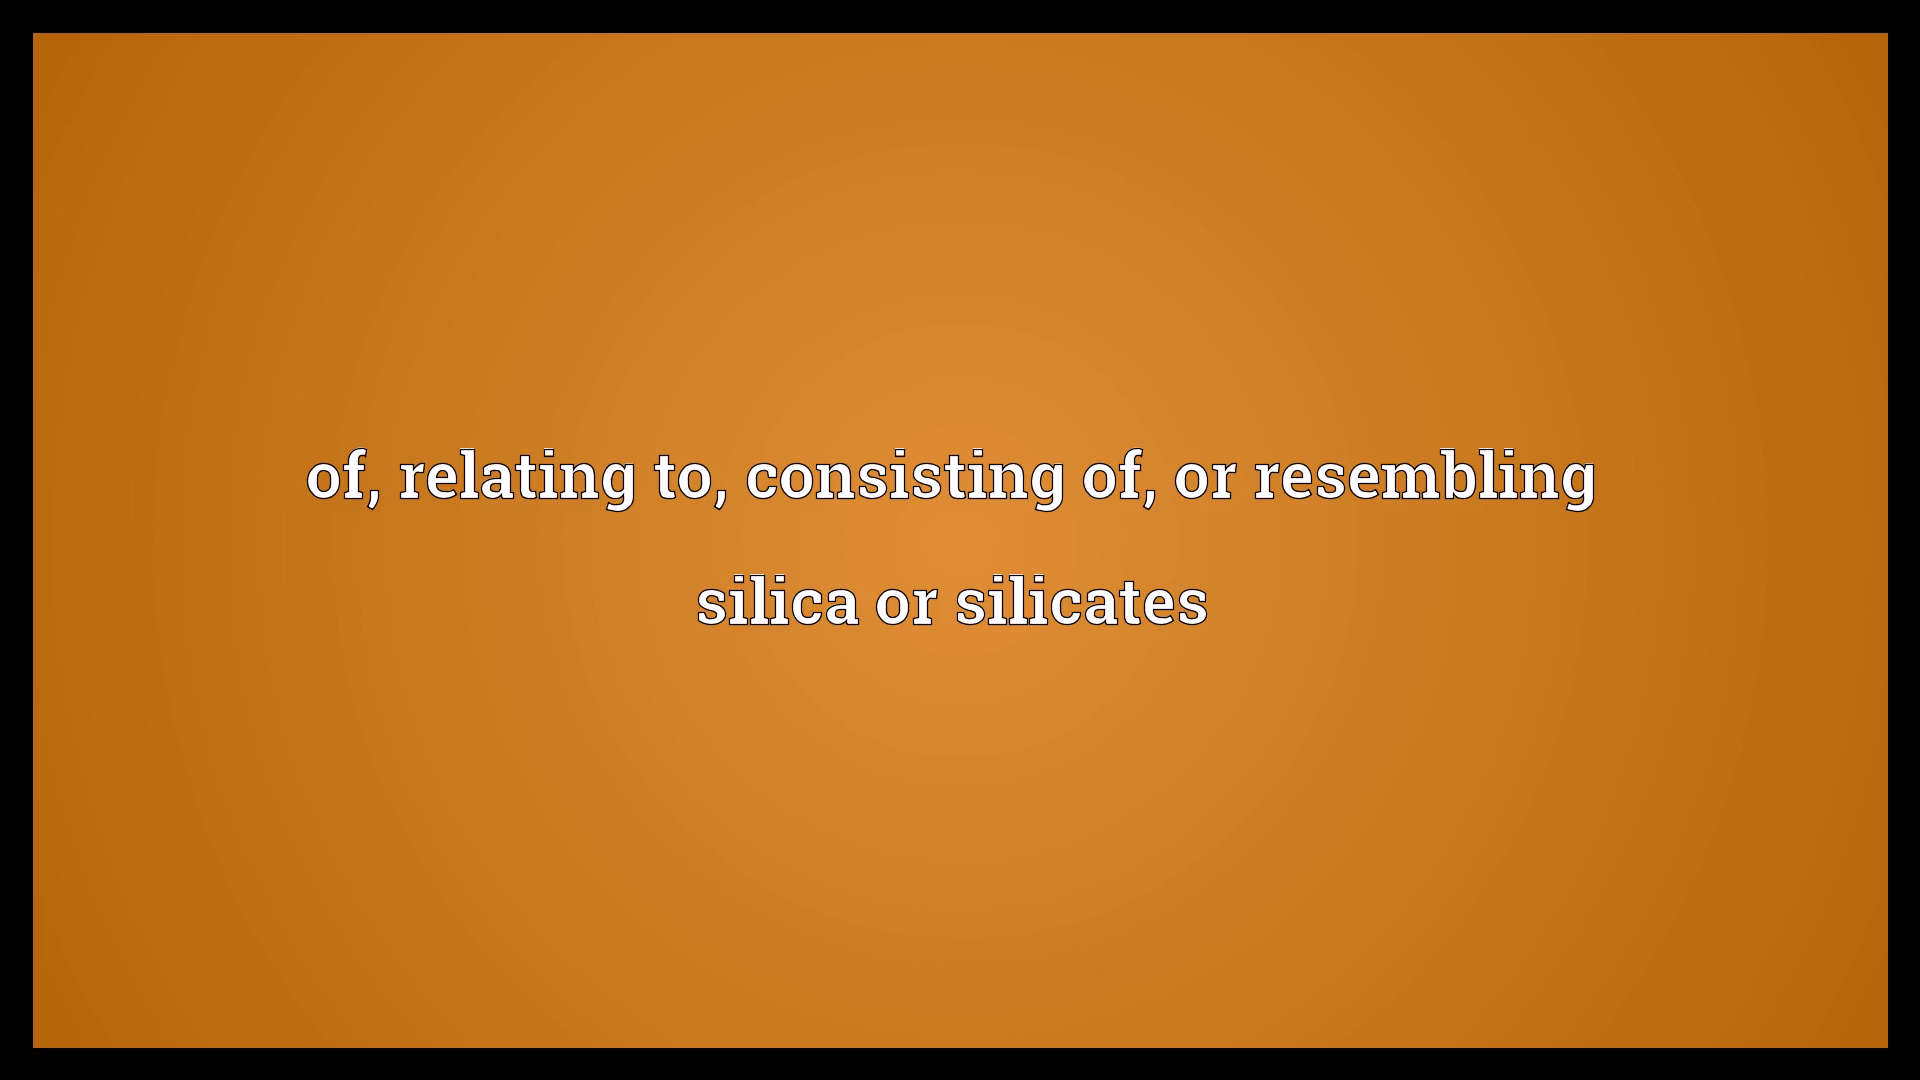 of, relating to, consisting of, or resembling
silica or silicates